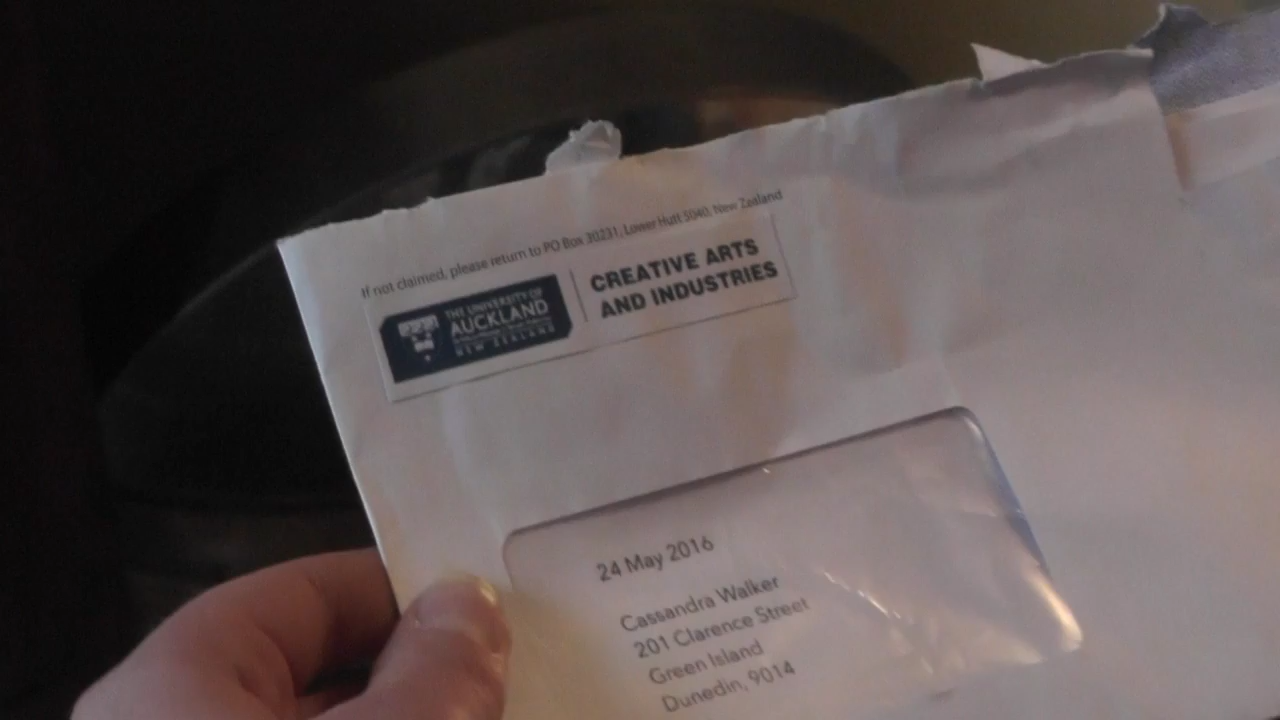 If not claimed, please return to PO Box 30231, Lower Hutt 5040, New Zealand
THE UNIVERSITY OF
AUCKLAND
NEW ZEALAND
CREATIVE ARTS
AND INDUSTRIES
24 May 2016
Cassandra Walker
201 Clarence Street
Green Island
Dunedin, 9014